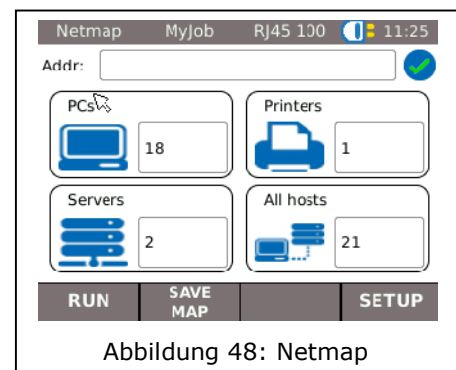 Netmap MyJob RJ45 100 11:25
Addr:
PCs Printers
18 1
Servers All hosts
2 21
RUN SAVE MAP SETUP
Abbildung 48: Netmap